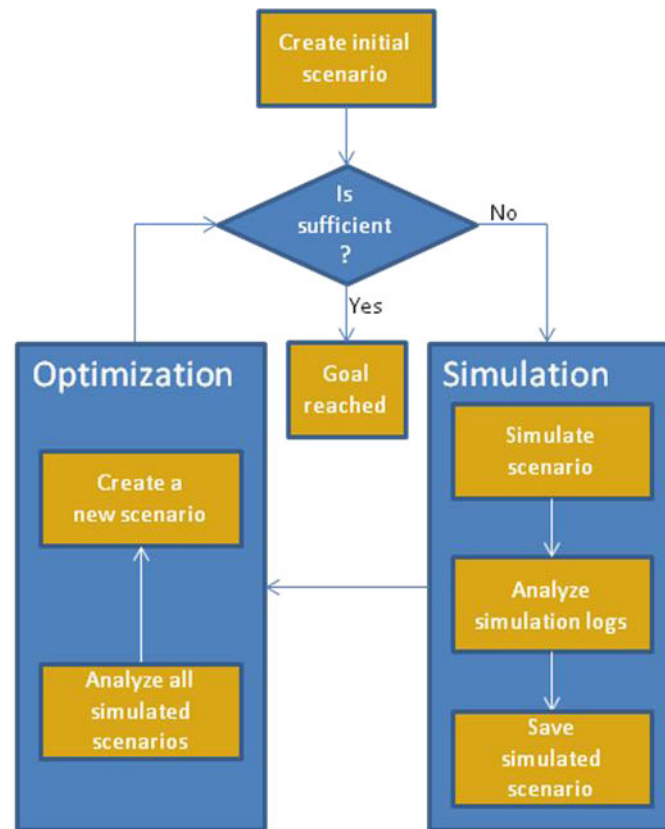 Create initial
scenario
Is
sufficient
?
No
Yes
Optimization
Goal
reached
Simulation
Create a
new scenario
Analyze all
simulated
scenarios
Simulate
scenario
Analyze
simulation logs
Save
simulated
scenario